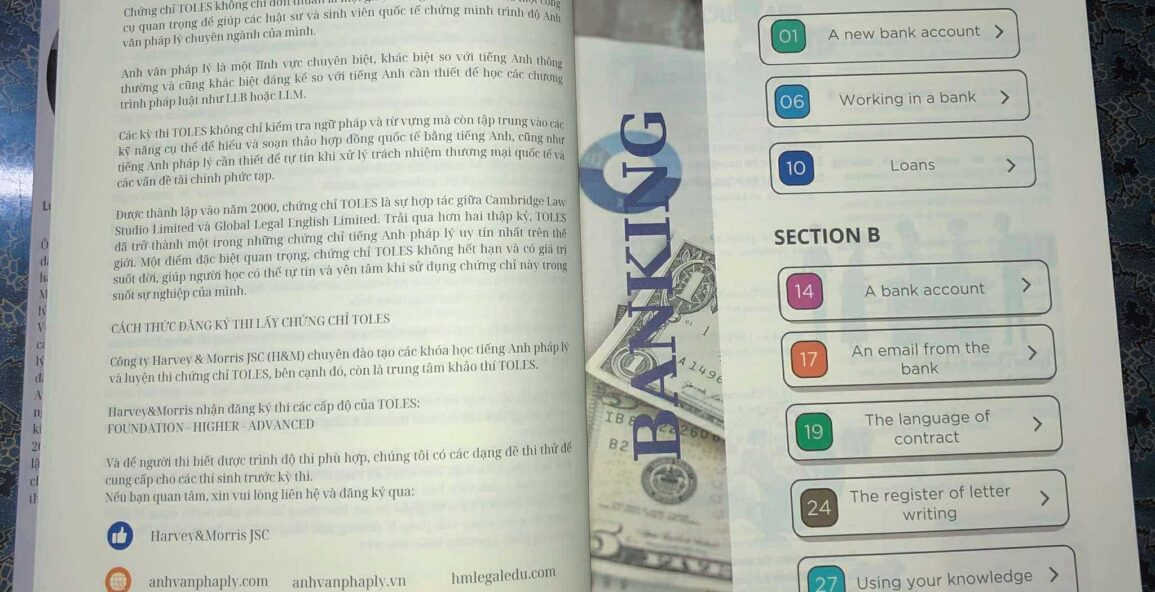 Chứng chỉ TOLES không chỉ đơn thuần là một
cụ quan trọng để giúp các luật sư và sinh viên quốc tế chứng minh trình độ Anh
văn pháp lý chuyên ngành của mình.
Anh văn pháp lý là một lĩnh vực chuyên biệt, khác biệt so với tiếng Anh thông
thường và cũng khác biệt đáng kể so với tiếng Anh cần thiết để học các chương
trình pháp luật như LLB hoặc LLM.
Các kỳ thi TOLES không chỉ kiểm tra ngữ pháp và từ vựng mà còn tập trung vào các
kỹ năng cụ thể để hiểu và soạn thảo hợp đồng quốc tế bằng tiếng Anh, cũng như
tiếng Anh pháp lý cần thiết để tự tin khi xử lý trách nhiệm thương mại quốc tế và
các vấn đề tài chính phức tạp.
Được thành lập vào năm 2000, chứng chỉ TOLES là sự hợp tác giữa Cambridge Law
Studio Limited và Global Legal English Limited. Trải qua hơn hai thập kỷ, TOLES
đã trở thành một trong những chứng chỉ tiếng Anh pháp lý uy tín nhất trên thế
giới. Một điểm đặc biệt quan trọng, chứng chỉ TOLES không hết hạn và có giá trị
suốt đời, giúp người học có thể tự tin và yên tâm khi sử dụng chứng chỉ này trong
suốt sự nghiệp của mình.
CÁCH THỨC ĐĂNG KÝ THI LẤY CHỨNG CHỈ TOLES
Công ty Harvey & Morris JSC (H&M) chuyên đào tạo các khóa học tiếng Anh pháp lý
và luyện thi chứng chỉ TOLES, bên cạnh đó, còn là trung tâm khảo thí TOLES.
Harvey&Morris nhận đăng ký thi các cấp độ của TOLES:
FOUNDATION - HIGHER - ADVANCED
Và để người thi biết được trình độ thi phù hợp, chúng tôi có các dạng đề thi thử để
cung cấp cho các thí sinh trước kỳ thi.
Nếu bạn quan tâm, xin vui lòng liên hệ và đăng ký qua:
Harvey&Morris JSC
anhvanphaply.com anhvanphaply.vn hmlegaledu.com
BANKING
01 A new bank account
06 Working in a bank
10 Loans
SECTION B
14 A bank account
17 An email from the
bank
19 The language of
contract
24 The register of letter
writing
27 Using your knowledge